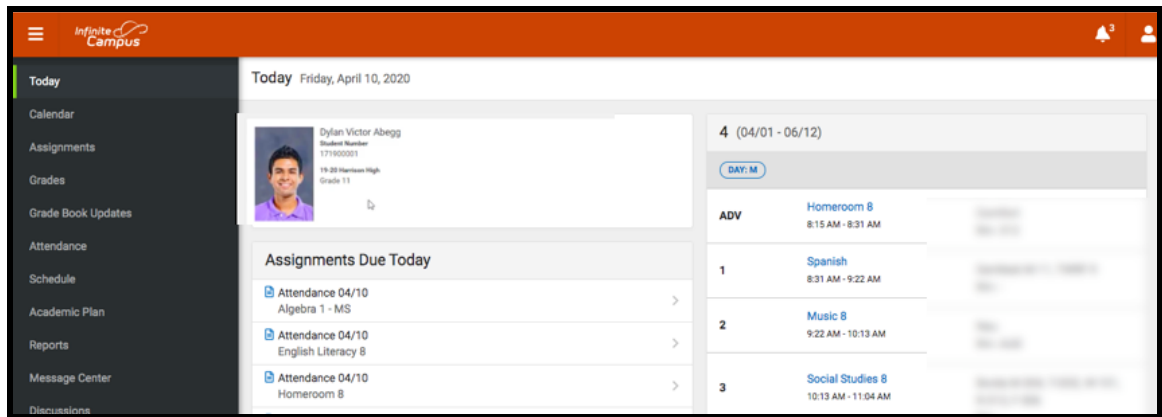 Infinite
Campus
3
Today
Calendar
Assignments
Grades
Grade Book Updates
Attendance
Schedule
Academic Plan
Reports
Message Center
Discussions
Today Friday, April 10, 2020
Dylan Victor Abegg
Student Number
171900001
19-20 Harrison High
Grade 11
Assignments Due Today
Attendance 04/10
Algebra 1 - MS
Attendance 04/10
English Literacy 8
Attendance 04/10
Homeroom 8
4 (04/01 - 06/12)
DAY: M
ADV Homeroom 8
8:15 AM - 8:31 AM
1 Spanish
8:31 AM - 9:22 AM
2 Music 8
9:22 AM - 10:13 AM
3 Social Studies 8
10:13 AM - 11:04 AM